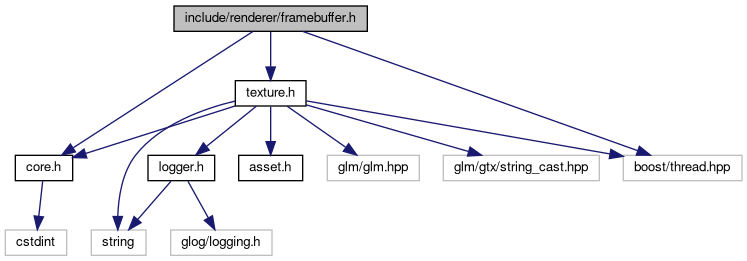 include/renderer/framebuffer.h
texture.h
core.h
logger.h
asset.h
glm/glm.hpp
glm/gtx/string_cast.hpp
boost/thread.hpp
cstdint
string
glog/logging.h